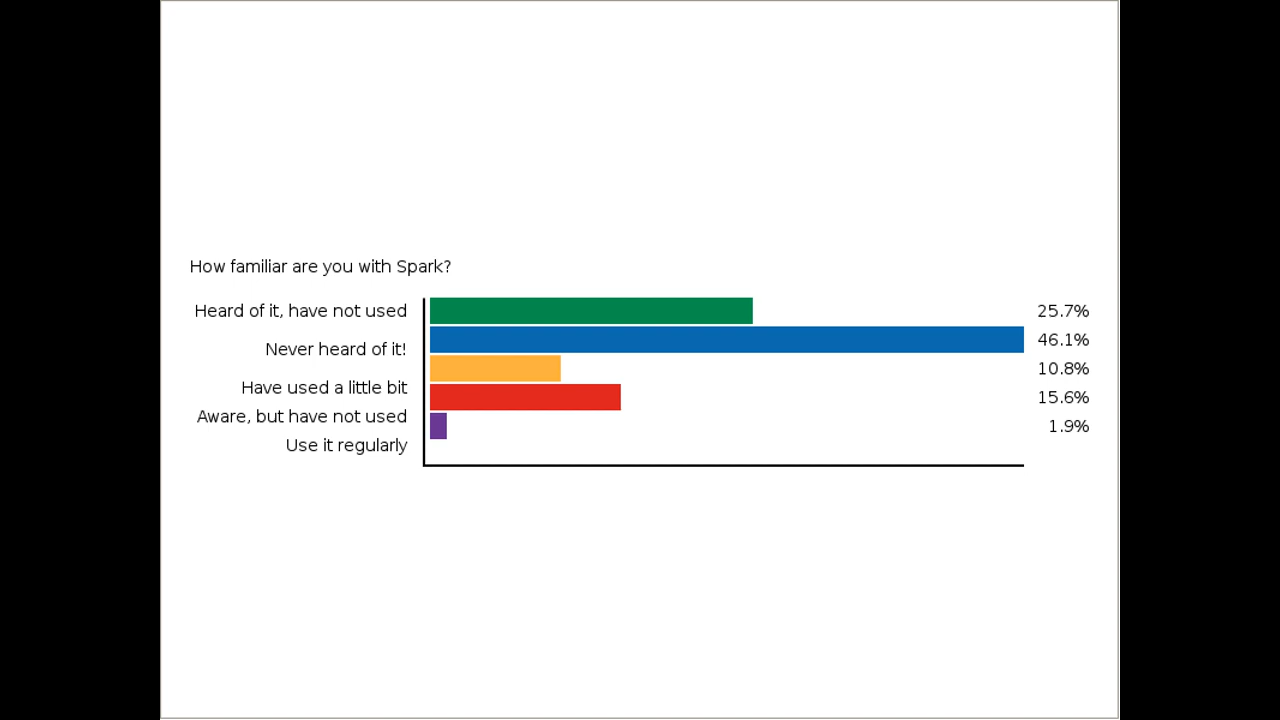 How familiar are you with Spark?
Heard of it, have not used 25.7%
Never heard of it! 46.1%
Have used a little bit 10.8%
Aware, but have not used 15.6%
Use it regularly 1.9%